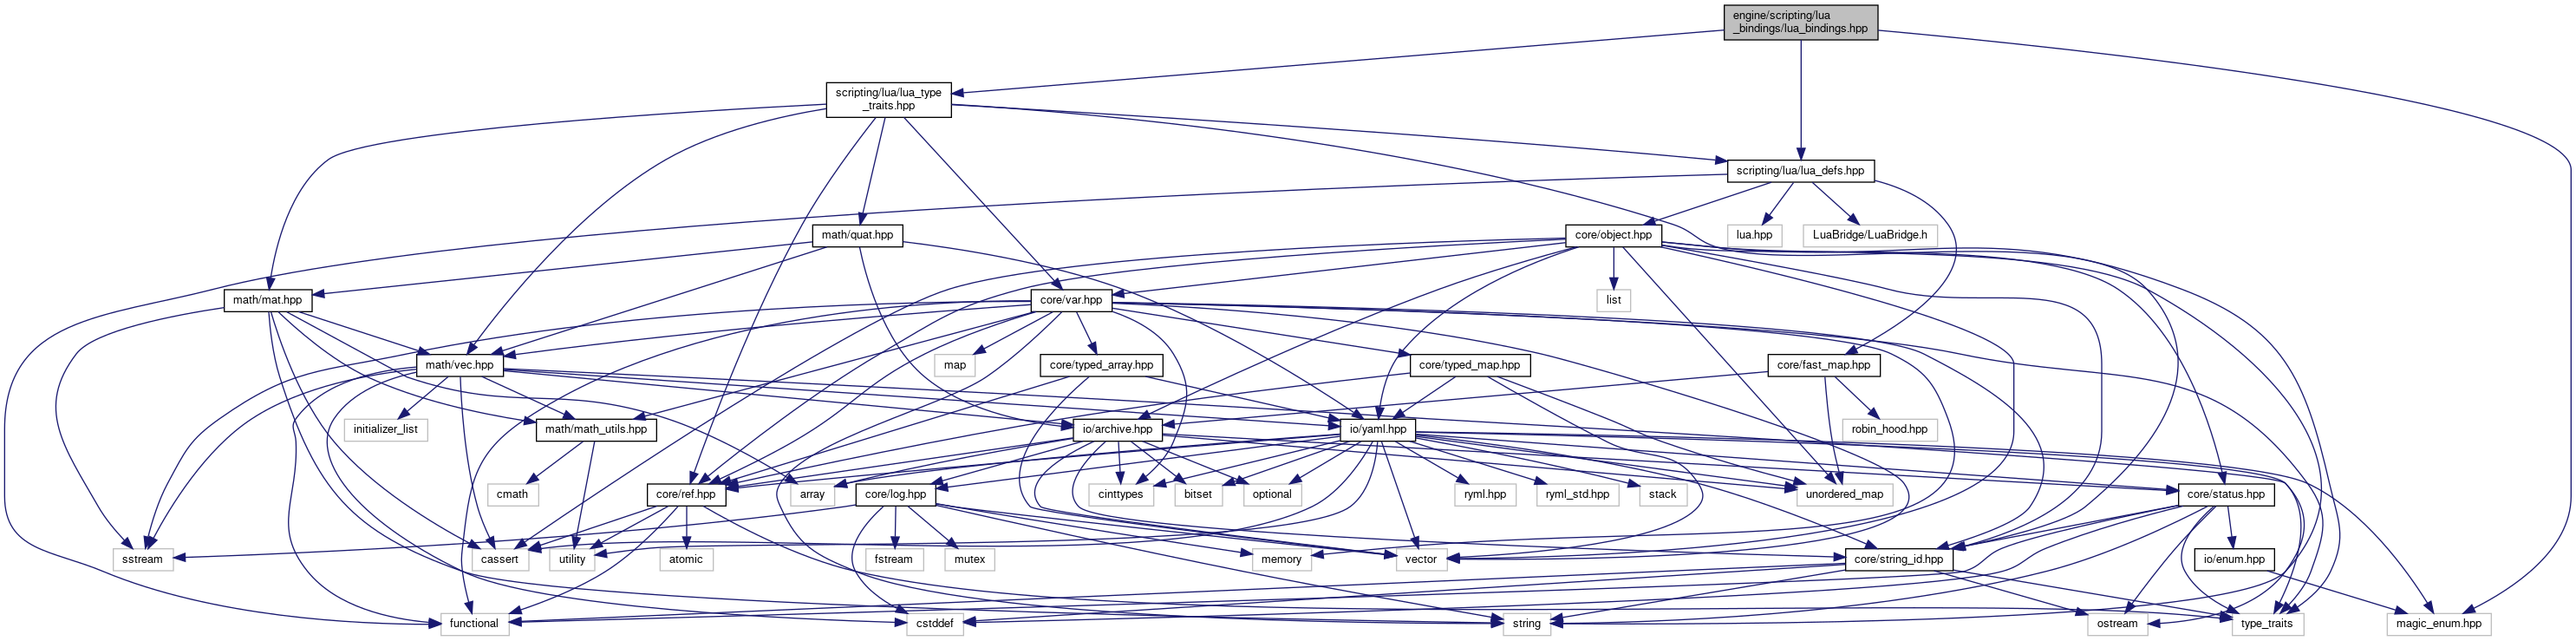 engine/scripting/lua
_bindings/lua_bindings.hpp
scripting/lua/lua_type
_traits.hpp
scripting/lua/lua_defs.hpp
math/quat.hpp
core/object.hpp
lua.hpp
LuaBridge/LuaBridge.h
math/mat.hpp
core/var.hpp
list
math/vec.hpp
map
core/typed_array.hpp
core/typed_map.hpp
core/fast_map.hpp
initializer_list
math/math_utils.hpp
io/archive.hpp
io/yaml.hpp
robin_hood.hpp
cmath
core/ref.hpp
array
core/log.hpp
cinttypes
bitset
optional
ryml.hpp
ryml_std.hpp
stack
unordered_map
core/status.hpp
sstream
cassert
utility
atomic
fstream
mutex
memory
vector
core/string_id.hpp
io/enum.hpp
functional
cstddef
string
ostream
type_traits
magic_enum.hpp